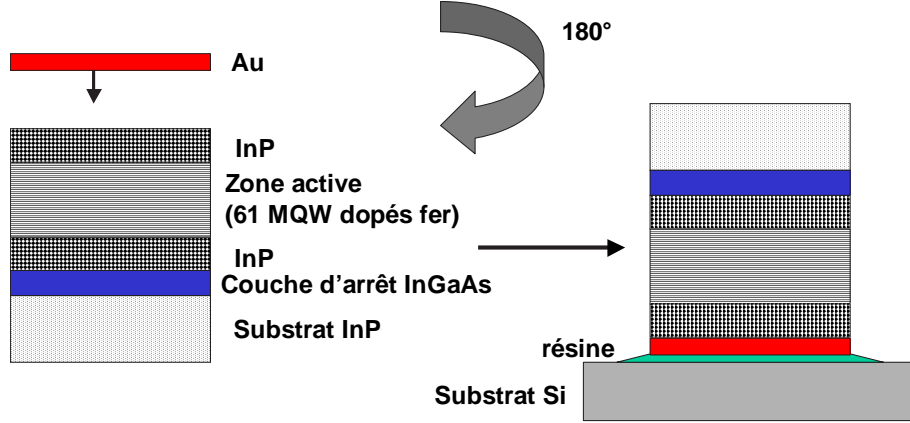 180°
Au
InP
Zone active
(61 MQW dopés fer)
InP
Couche d'arrêt InGaAs
Substrat InP
résine
Substrat Si